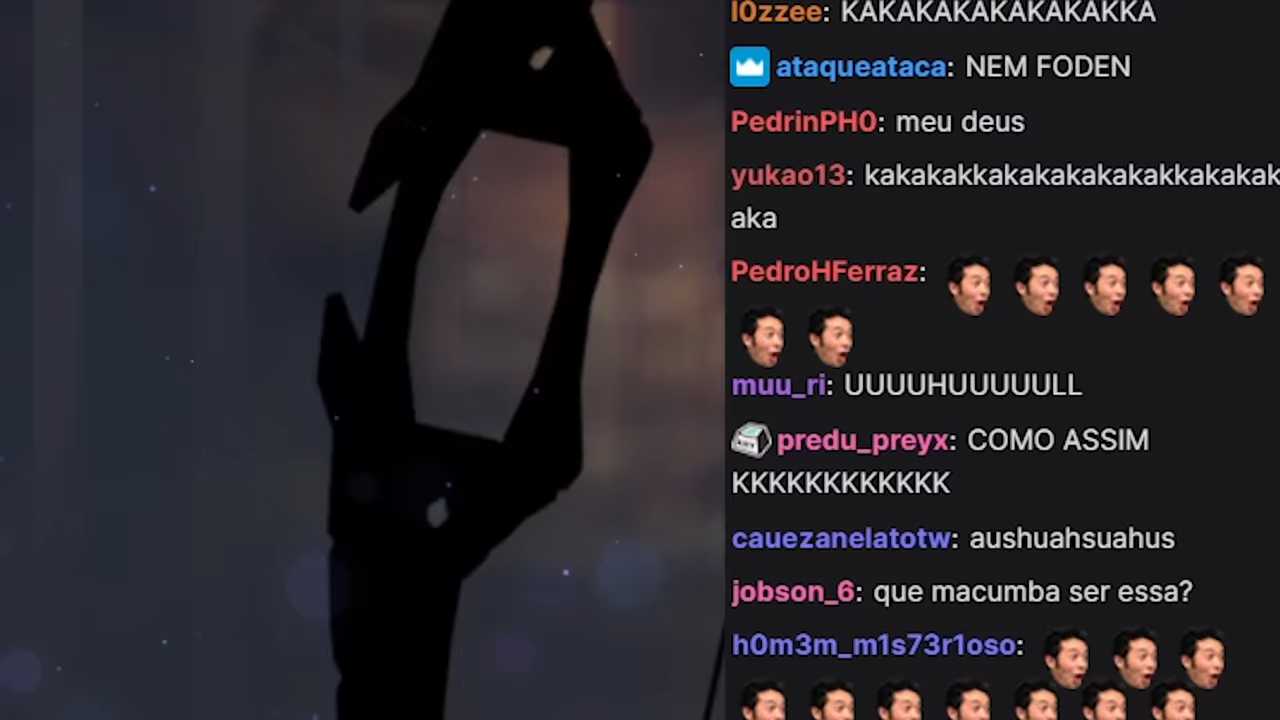 l0zzee: KAKAKAKAKAKAKAKKA
ataqueataca: NEM FODEN
PedrinPH0: meu deus
yukao13: kakakakkakakakakakakkakakak
aka
PedroHFerraz:
muu_ri: UUUUHUUUUULL
predu_preyx: COMO ASSIM
KKKKKKKKKKKK
cauezanelatotw: aushuahsuahus
jobson_6: que macumba ser essa?
h0m3m_m1s73r1oso: